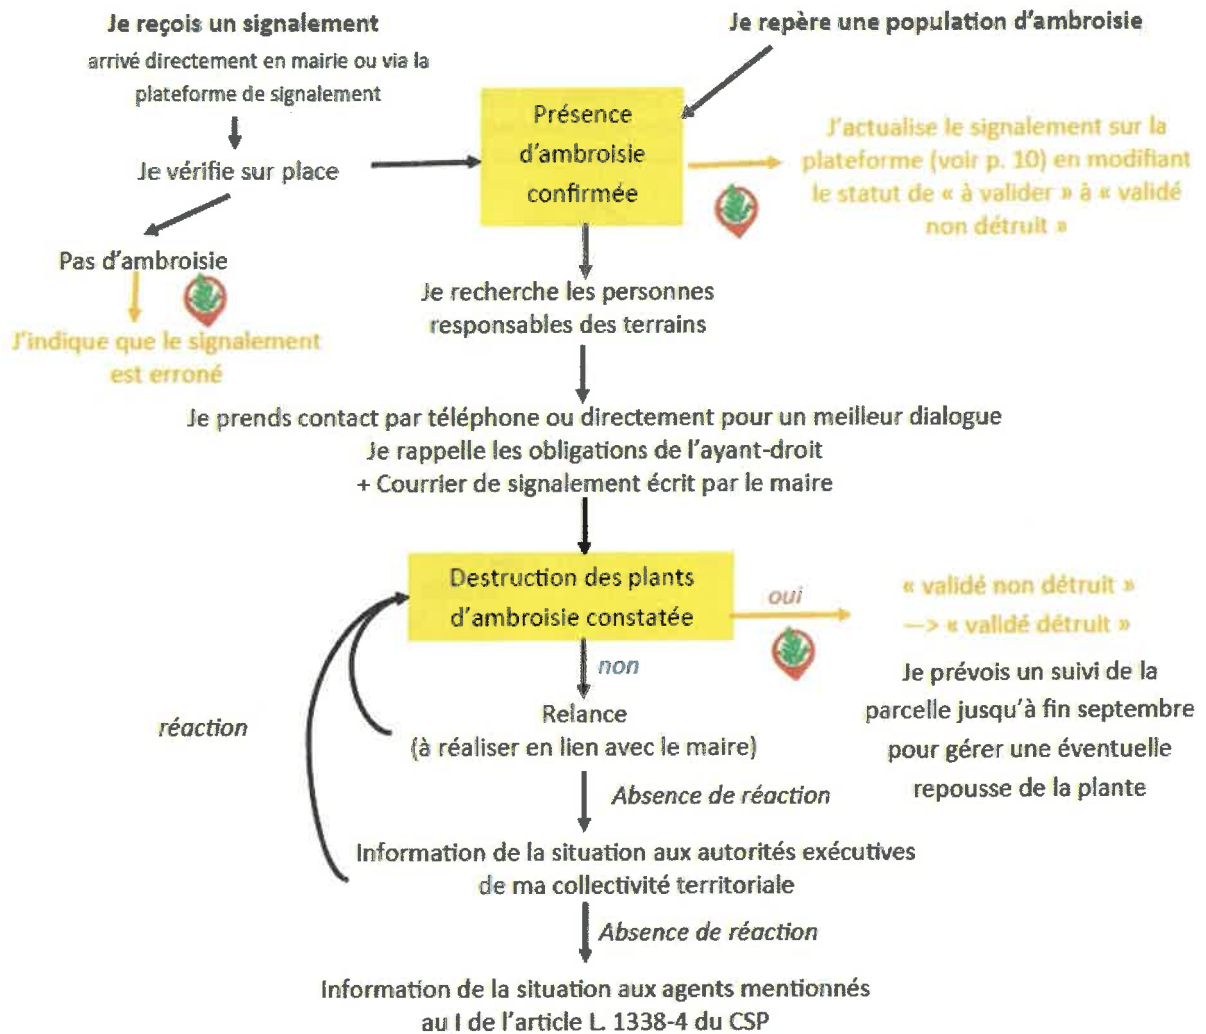 Je reçois un signalement
arrivé directement en mairie ou via la
plateforme de signalement
Je repère une population d'ambroisie
Je vérifie sur place
Présence
d'ambroisie
confirmée
J'actualise le signalement sur la
plateforme (voir p. 10) en modifiant
le statut de « à valider » à « validé
non détruit »
Pas d'ambroisie
J'indique que le signalement
est erroné
Je recherche les personnes
responsables des terrains
Je prends contact par téléphone ou directement pour un meilleur dialogue
Je rappelle les obligations de l'ayant-droit
+ Courrier de signalement écrit par le maire
Destruction des plants
d'ambroisie constatée
oui
« validé non détruit »
—> « validé détruit »
Je prévois un suivi de la
parcelle jusqu'à fin septembre
pour gérer une éventuelle
repousse de la plante
non
Relance
(à réaliser en lien avec le maire)
réaction
Absence de réaction
Information de la situation aux autorités exécutives
de ma collectivité territoriale
Absence de réaction
Information de la situation aux agents mentionnés
au I de l'article L. 1338-4 du CSP